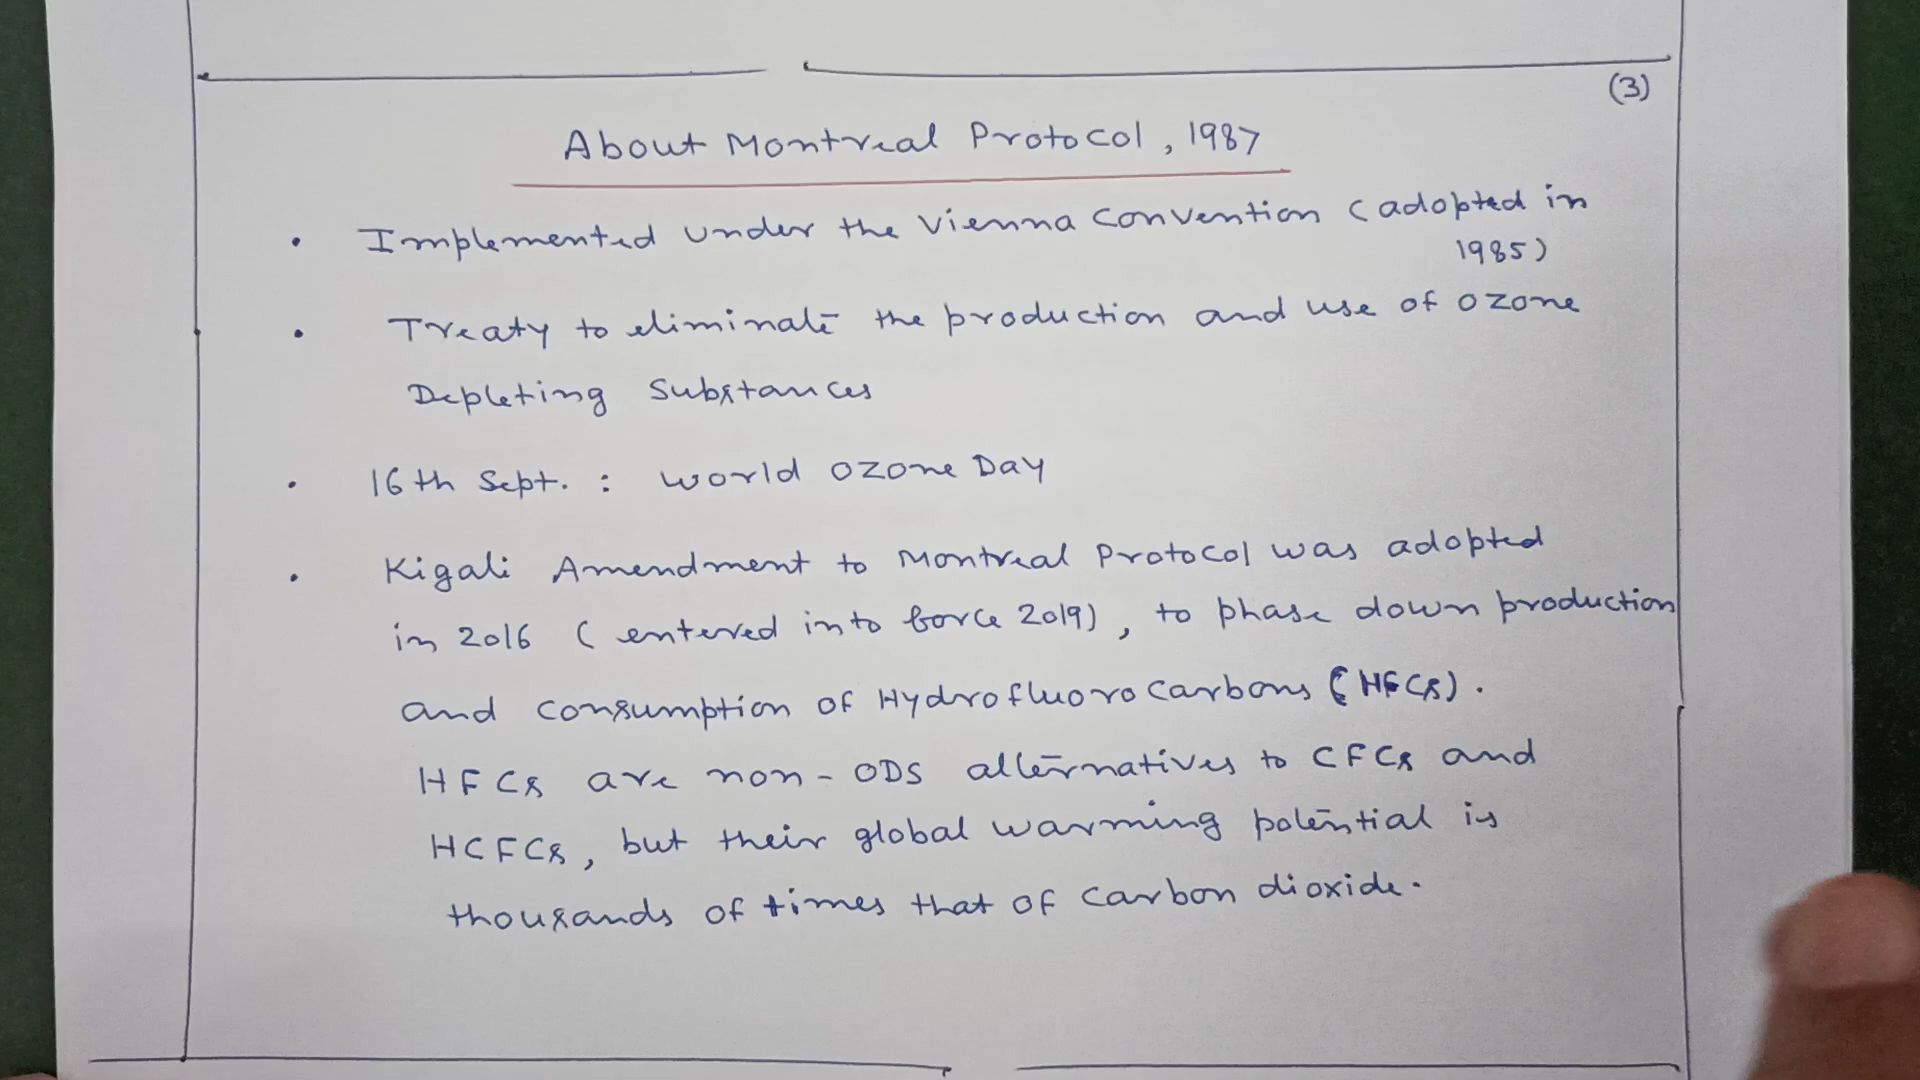 (3)
About Montreal Protocol, 1987
• Implemented under the Vienna Convention (adopted in
1985)
• Treaty to eliminate the production and use of Ozone
Depleting Substances
• 16th Sept. : World Ozone Day
• Kigali Amendment to Montreal Protocol was adopted
in 2016 (entered into force 2019), to phase down production
and consumption of Hydrofluoro Carbons (HFCs).
HFCs are non-ODS alternatives to CFCs and
HCFCs, but their global warming potential is
thousands of times that of Carbon dioxide.